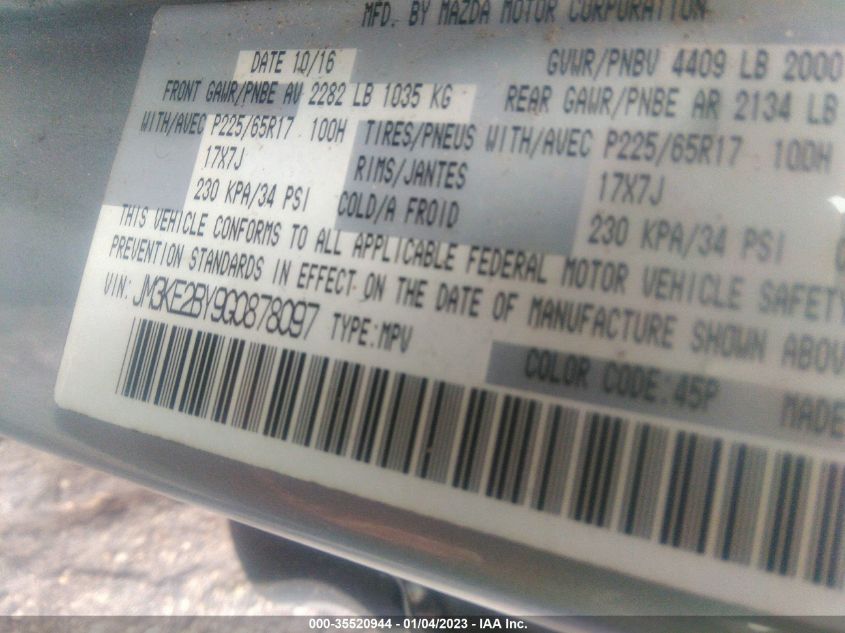 MFD. BY MAZDA MOTOR CORPORATION
DATE 10/16 GVWR/PNBV 4409 LB 2000
FRONT GAWR/PNBE AV 2282 LB 1035 KG REAR GAWR/PNBE AR 2134 LB
WITH/AVEC P225/65R17 100H TIRES/PNEUS WITH/AVEC P225/65R17 100H
17X7J RIMS/JANTES 17X7J
230 KPA/34 PSI COLD/A FROID 230 KPA/34 PSI
THIS VEHICLE CONFORMS TO ALL APPLICABLE FEDERAL MOTOR VEHICLE SAFETY
PREVENTION STANDARDS IN EFFECT ON THE DATE OF MANUFACTURE SHOWN ABOV
VIN: JM3KE2BY9G0878097 TYPE:MPV
COLOR CODE:45P MADE
000-35520944 - 01/04/2023 - IAA Inc.